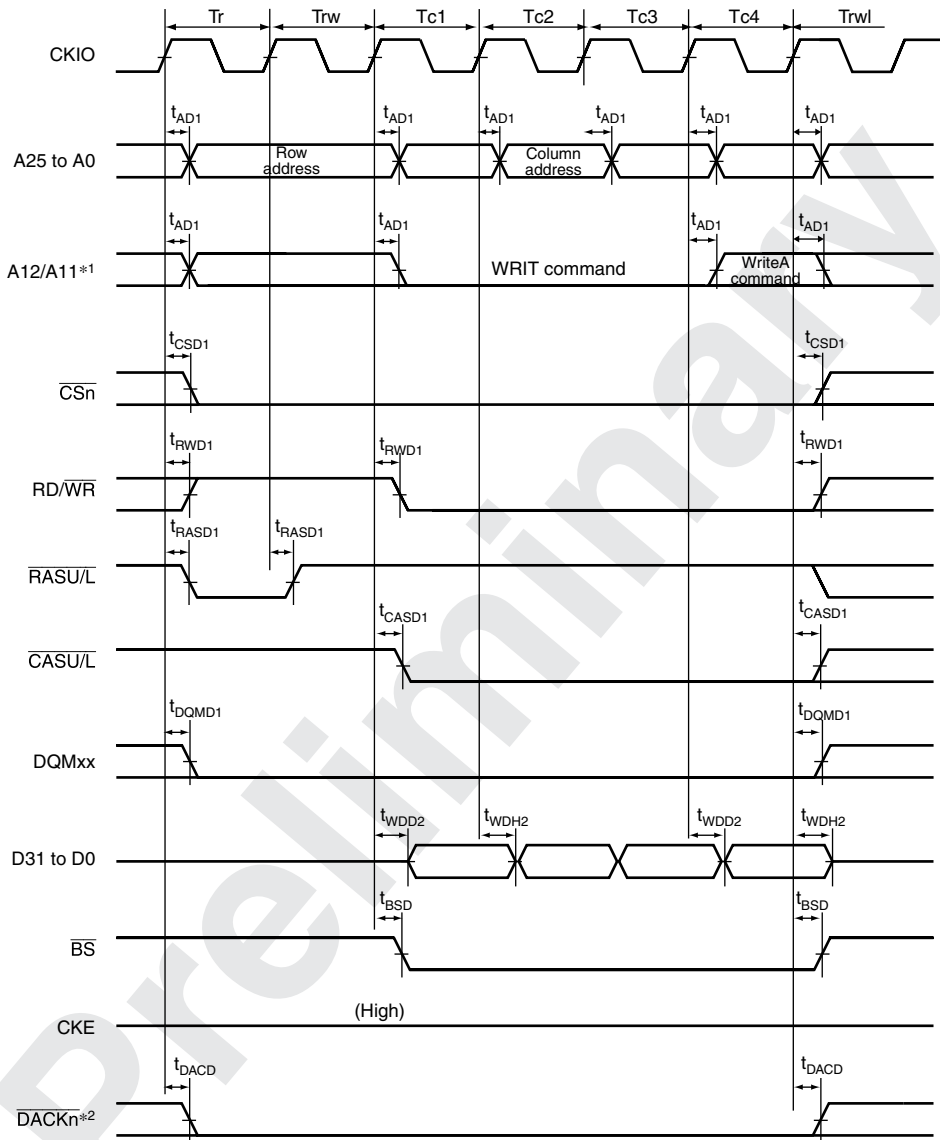 Tr Trw Tc1 Tc2 Tc3 Tc4 Trwl
CKIO
tAD1 tAD1 tAD1 tAD1 tAD1 tAD1
A25 to A0
Row
address
Column
address
tAD1 tAD1 tAD1 tAD1
A12/A11*1
WRIT command
WriteA
command
tCSD1 tCSD1
CSn
tRWD1 tRWD1 tRWD1
RD/WR
tRASD1 tRASD1
RASU/L
tCASD1 tCASD1
CASU/L
tDQMD1 tDQMD1
DQMxx
tWDD2 tWDH2 tWDD2 tWDH2
D31 to D0
tBSD tBSD
BS
(High)
CKE
tDACD tDACD
DACKn*2
Preliminary